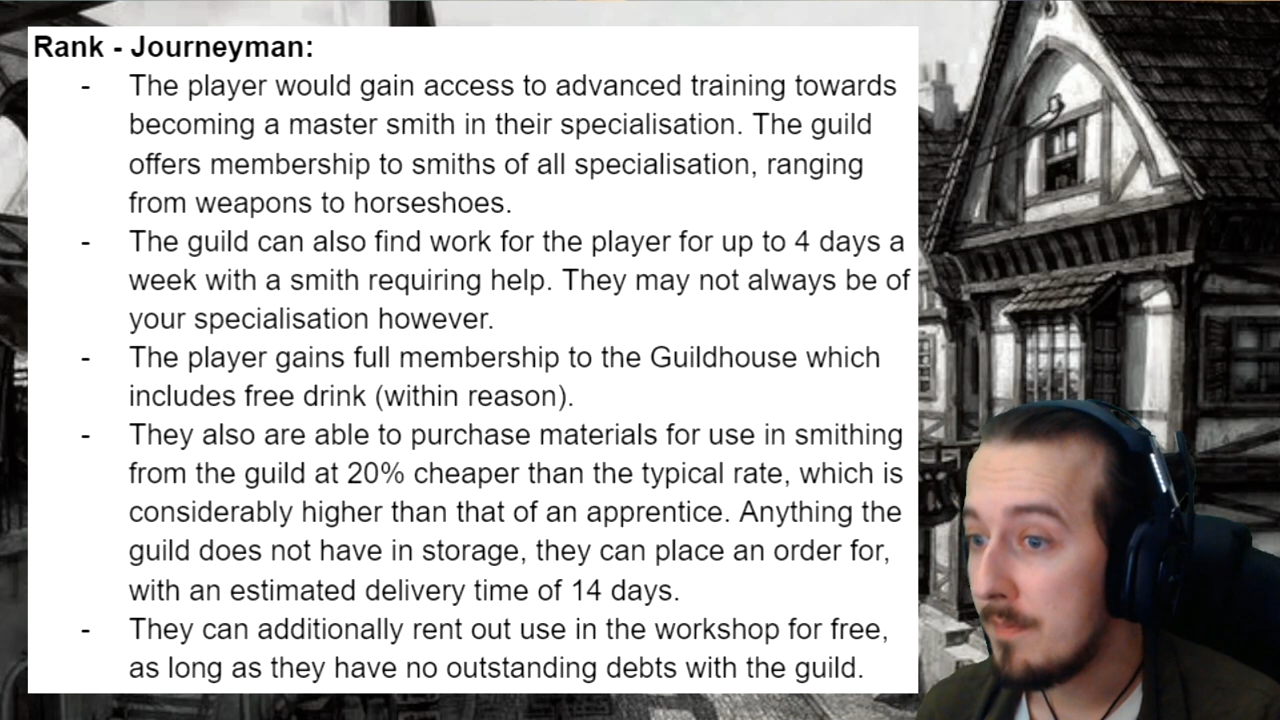 Rank - Journeyman:
- The player would gain access to advanced training towards
becoming a master smith in their specialisation. The guild
offers membership to smiths of all specialisation, ranging
from weapons to horseshoes.
- The guild can also find work for the player for up to 4 days a
week with a smith requiring help. They may not always be of
your specialisation however.
- The player gains full membership to the Guildhouse which
includes free drink (within reason).
- They also are able to purchase materials for use in smithing
from the guild at 20% cheaper than the typical rate, which is
considerably higher than that of an apprentice. Anything the
guild does not have in storage, they can place an order for,
with an estimated delivery time of 14 days.
- They can additionally rent out use in the workshop for free,
as long as they have no outstanding debts with the guild.